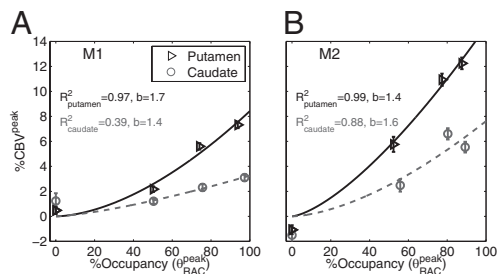 A
B
M1
M2
Putamen
Caudate
R²putamen=0.97, b=1.7
R²caudate=0.39, b=1.4
R²putamen=0.99, b=1.4
R²caudate=0.88, b=1.6
%CBV^peak
14
12
10
8
6
4
2
0
−2
0 20 40 60 80 100
0 20 40 60 80 100
%Occupancy (θ^peak_RAC)
%Occupancy (θ^peak_RAC)